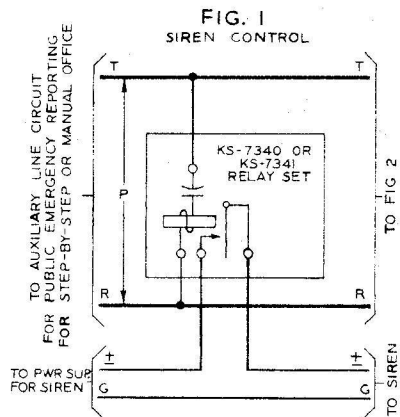 FIG. 1
SIREN CONTROL
TO AUXILIARY LINE CIRCUIT
FOR PUBLIC EMERGENCY REPORTING
FOR STEP-BY-STEP OR MANUAL OFFICE
T
T
P
KS-7340 OR
KS-7341
RELAY SET
TO FIG 2
R
R
TO PWR SUP
FOR SIREN
±
G
±
G
TO SIREN